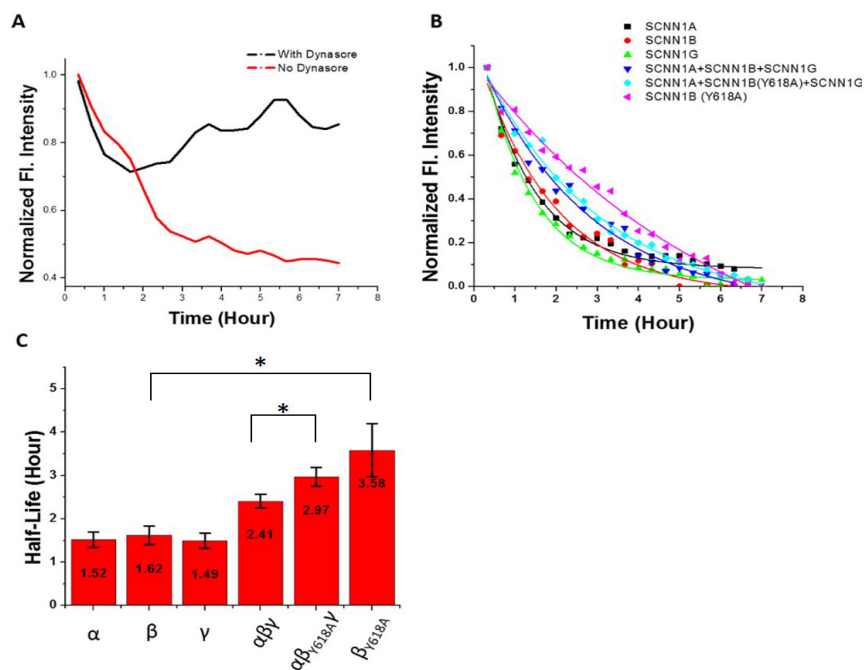 A
With Dynasore
No Dynasore
1.0
0.8
0.6
0.4
Normalized Fl. Intensity
0 1 2 3 4 5 6 7 8
Time (Hour)
B
SCNN1A
SCNN1B
SCNN1G
SCNN1A+SCNN1B+SCNN1G
SCNN1A+SCNN1B(Y618A)+SCNN1G
SCNN1B (Y618A)
1.0
0.8
0.6
0.4
0.2
0.0
Normalized Fl. Intensity
0 1 2 3 4 5 6 7 8
Time (Hour)
C
*
*
5
4
3
2
1
0
Half-Life (Hour)
1.52
1.62
1.49
2.41
2.97
3.58
α
β
γ
αβγ
αβY618Aγ
βY618A